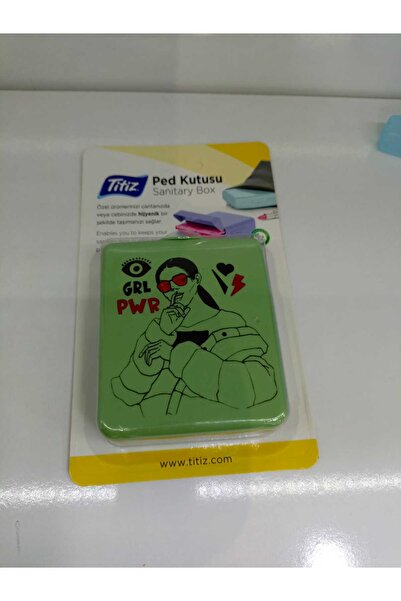 Titiz
Ped Kutusu
Sanitary Box
Özel ürünlerinizi çantanızda
veya cebinizde hijyenik bir
şekilde taşımanızı sağlar.
Enables you to keep your
GRL
PWR
www.titiz.com